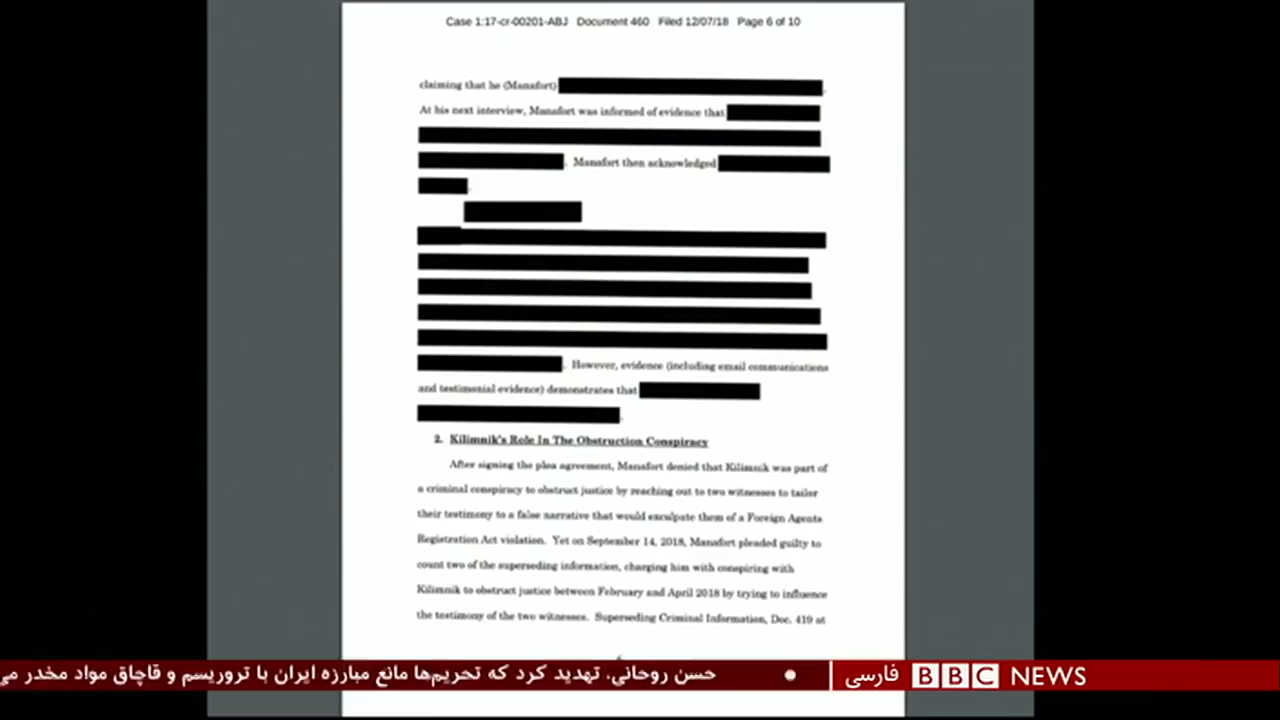 Case 1:17-cr-00201-ABJ Document 460 Filed 12/07/18 Page 6 of 10
claiming that he (Manafort)
.
At his next interview, Manafort was informed of evidence that
. Manafort then acknowledged
.
. However, evidence (including email communications
and testimonial evidence) demonstrates that
.
2. Kilimnik's Role In The Obstruction Conspiracy
After signing the plea agreement, Manafort denied that Kilimnik was part of
a criminal conspiracy to obstruct justice by reaching out to two witnesses to tailor
their testimony to a false narrative that would exculpate them of a Foreign Agents
Registration Act violation. Yet on September 14, 2018, Manafort pleaded guilty to
count two of the superseding information, charging him with conspiring with
Kilimnik to obstruct justice between February and April 2018 by trying to influence
the testimony of the two witnesses. Superseding Criminal Information, Doc. 419 at
حسن روحانی، تهدید کرد که تحریم‌ها مانع مبارزه ایران با تروریسم و قاچاق مواد مخدر می
BBC NEWS فارسی